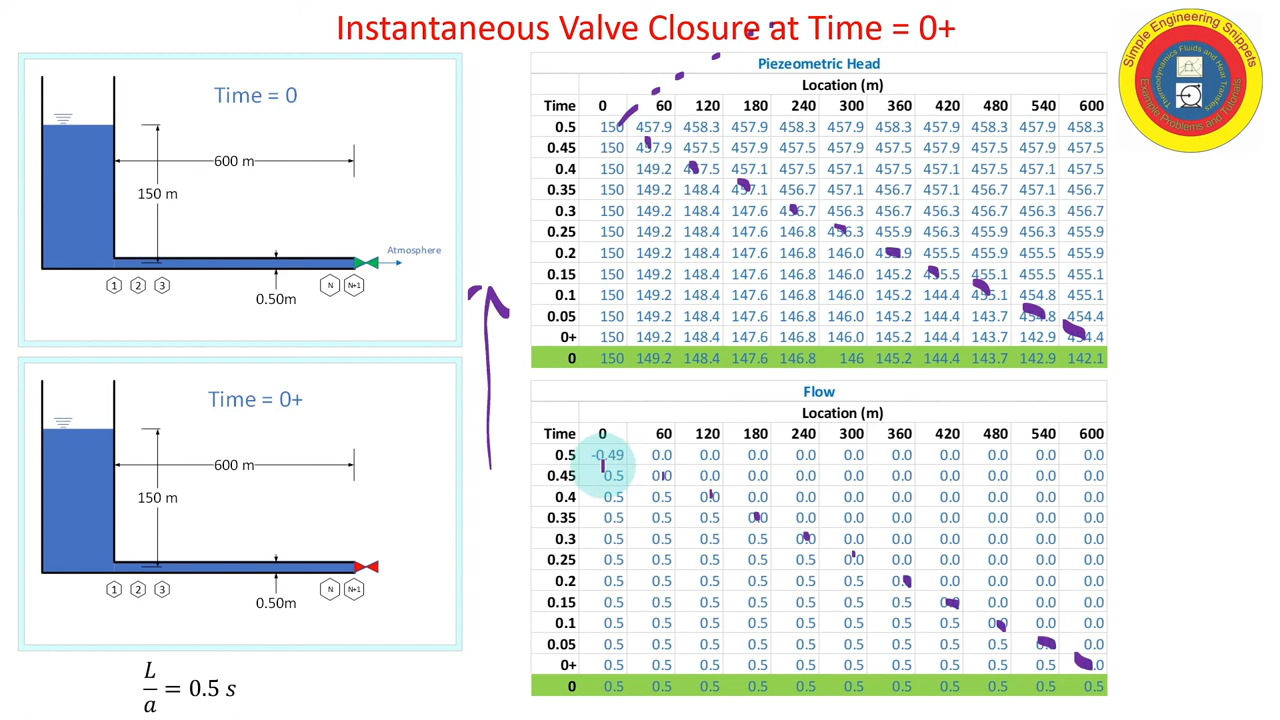 Instantaneous Valve Closure at Time = 0+
Time = 0
600 m
150 m
Atmosphere
1 2 3 N N+1
0.50m
Time = 0+
600 m
150 m
1 2 3 N N+1
0.50m
L/a = 0.5 s
Piezeometric Head
Location (m)
Time 0 60 120 180 240 300 360 420 480 540 600
0.5 150 457.9 458.3 457.9 458.3 457.9 458.3 457.9 458.3 457.9 458.3
0.45 150 457.9 457.5 457.9 457.5 457.9 457.5 457.9 457.5 457.9 457.5
0.4 150 149.2 457.5 457.1 457.5 457.1 457.5 457.1 457.5 457.1 457.5
0.35 150 149.2 148.4 457.1 456.7 457.1 456.7 457.1 456.7 457.1 456.7
0.3 150 149.2 148.4 147.6 456.7 456.3 456.7 456.3 456.7 456.3 456.7
0.25 150 149.2 148.4 147.6 146.8 456.3 455.9 456.3 455.9 456.3 455.9
0.2 150 149.2 148.4 147.6 146.8 146.0 455.9 455.5 455.9 455.5 455.9
0.15 150 149.2 148.4 147.6 146.8 146.0 145.2 455.5 455.1 455.5 455.1
0.1 150 149.2 148.4 147.6 146.8 146.0 145.2 144.4 455.1 454.8 455.1
0.05 150 149.2 148.4 147.6 146.8 146.0 145.2 144.4 143.7 454.8 454.4
0+ 150 149.2 148.4 147.6 146.8 146.0 145.2 144.4 143.7 142.9 454.4
0 150 149.2 148.4 147.6 146.8 146 145.2 144.4 143.7 142.9 142.1
Flow
Location (m)
Time 0 60 120 180 240 300 360 420 480 540 600
0.5 -0.49 0.0 0.0 0.0 0.0 0.0 0.0 0.0 0.0 0.0 0.0
0.45 0.5 0.0 0.0 0.0 0.0 0.0 0.0 0.0 0.0 0.0 0.0
0.4 0.5 0.5 0.0 0.0 0.0 0.0 0.0 0.0 0.0 0.0 0.0
0.35 0.5 0.5 0.5 0.0 0.0 0.0 0.0 0.0 0.0 0.0 0.0
0.3 0.5 0.5 0.5 0.5 0.0 0.0 0.0 0.0 0.0 0.0 0.0
0.25 0.5 0.5 0.5 0.5 0.5 0.0 0.0 0.0 0.0 0.0 0.0
0.2 0.5 0.5 0.5 0.5 0.5 0.5 0.0 0.0 0.0 0.0 0.0
0.15 0.5 0.5 0.5 0.5 0.5 0.5 0.5 0.0 0.0 0.0 0.0
0.1 0.5 0.5 0.5 0.5 0.5 0.5 0.5 0.5 0.0 0.0 0.0
0.05 0.5 0.5 0.5 0.5 0.5 0.5 0.5 0.5 0.5 0.0 0.0
0+ 0.5 0.5 0.5 0.5 0.5 0.5 0.5 0.5 0.5 0.5 0.0
0 0.5 0.5 0.5 0.5 0.5 0.5 0.5 0.5 0.5 0.5 0.5
Simple Engineering Snippets
Thermodynamics Fluids and Heat Transfers
Example Problems and Tutorials